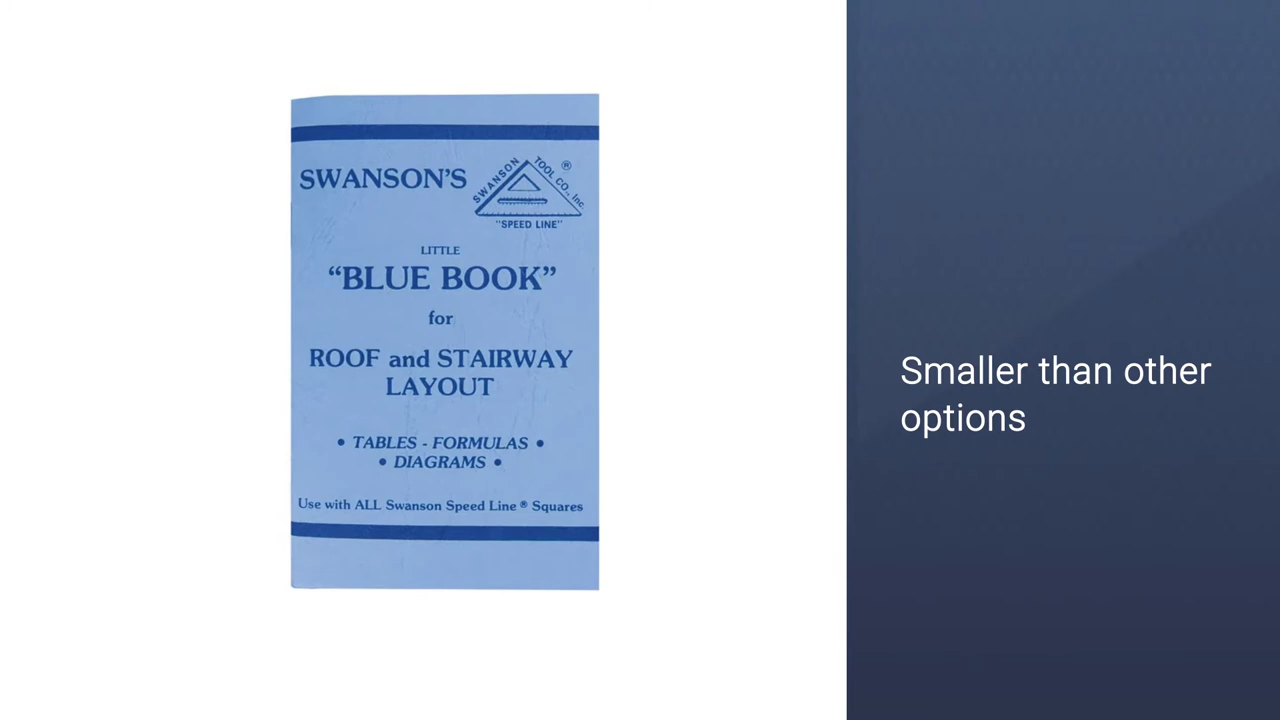 SWANSON'S
SWANSON TOOL CO., Inc. ®
"SPEED LINE"
LITTLE
“BLUE BOOK”
for
ROOF and STAIRWAY
LAYOUT
• TABLES - FORMULAS •
• DIAGRAMS •
Use with ALL Swanson Speed Line ® Squares
Smaller than other
options